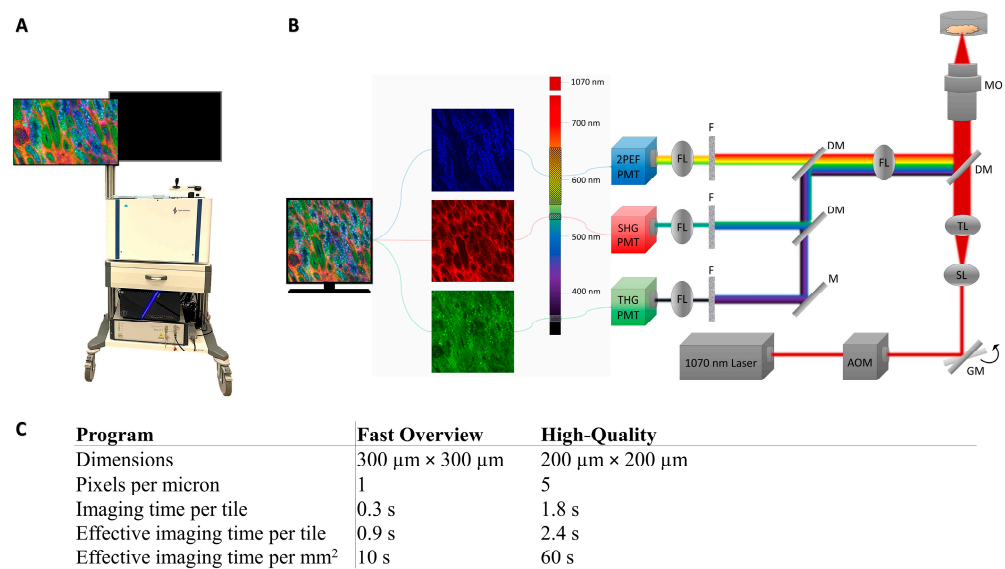 A
B
1070 nm
700 nm
600 nm
500 nm
400 nm
2PEF
PMT
SHG
PMT
THG
PMT
FL
FL
FL
F
F
F
DM
DM
M
FL
DM
MO
TL
SL
GM
1070 nm Laser
AOM
C
Program Fast Overview High-Quality
Dimensions 300 µm × 300 µm 200 µm × 200 µm
Pixels per micron 1 5
Imaging time per tile 0.3 s 1.8 s
Effective imaging time per tile 0.9 s 2.4 s
Effective imaging time per mm² 10 s 60 s